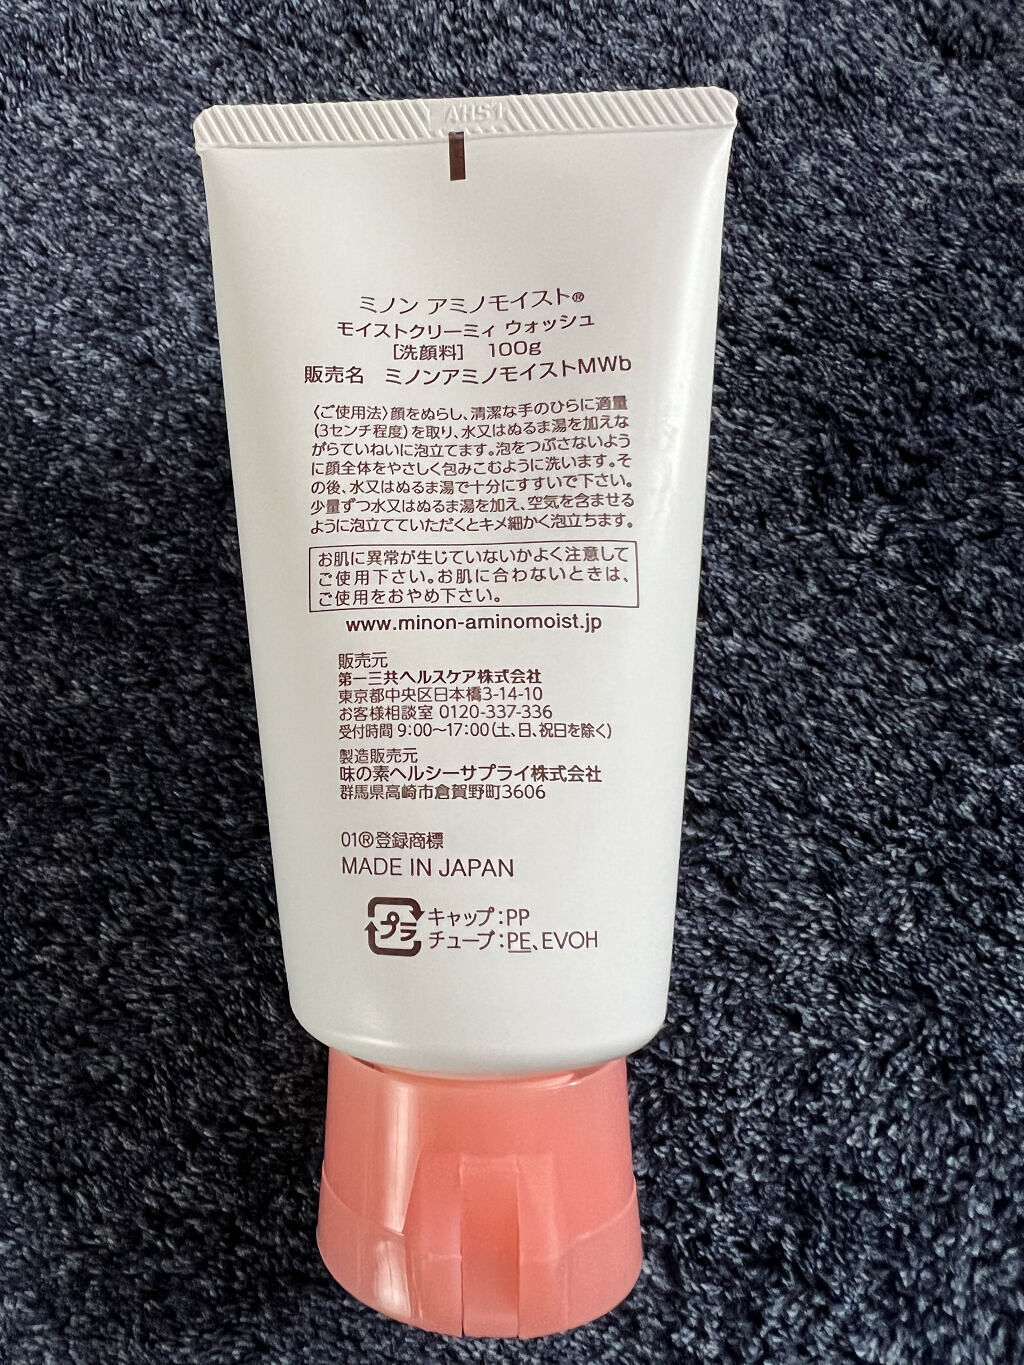 AHS1
ミノン アミノモイスト®
モイストクリーミィ ウォッシュ
[洗顔料] 100g
販売名 ミノンアミノモイストMWb
〈ご使用法〉顔をぬらし、清潔な手のひらに適量
(3センチ程度)を取り、水又はぬるま湯を加えな
がらていねいに泡立てます。泡をつぶさないよう
に顔全体をやさしく包みこむように洗います。そ
の後、水又はぬるま湯で十分にすすいで下さい。
少量ずつ水又はぬるま湯を加え、空気を含ませる
ように泡立てていただくとキメ細かく泡立ちます。
お肌に異常が生じていないかよく注意して
ご使用下さい。お肌に合わないときは、
ご使用をおやめ下さい。
www.minon-aminomoist.jp
販売元
第一三共ヘルスケア株式会社
東京都中央区日本橋3-14-10
お客様相談室 0120-337-336
受付時間 9:00〜17:00(土、日、祝日を除く)
製造販売元
味の素ヘルシーサプライ株式会社
群馬県高崎市倉賀野町3606
01®登録商標
MADE IN JAPAN
プラ キャップ:PP
チューブ:PE、EVOH